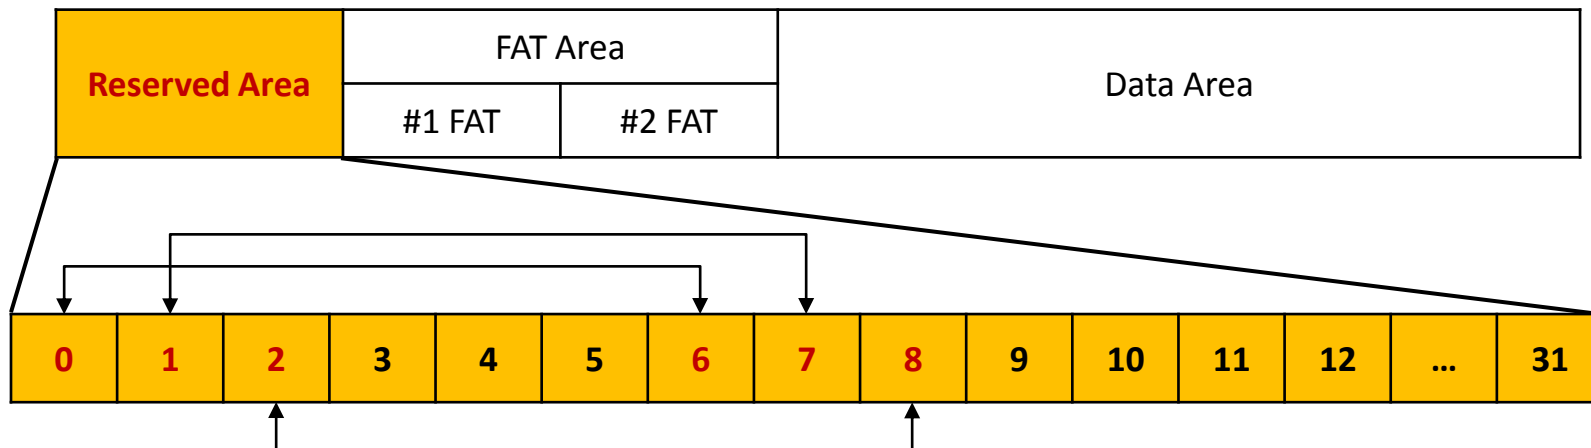 Reserved Area
FAT Area
#1 FAT
#2 FAT
Data Area
0 1 2 3 4 5 6 7 8 9 10 11 12 ... 31